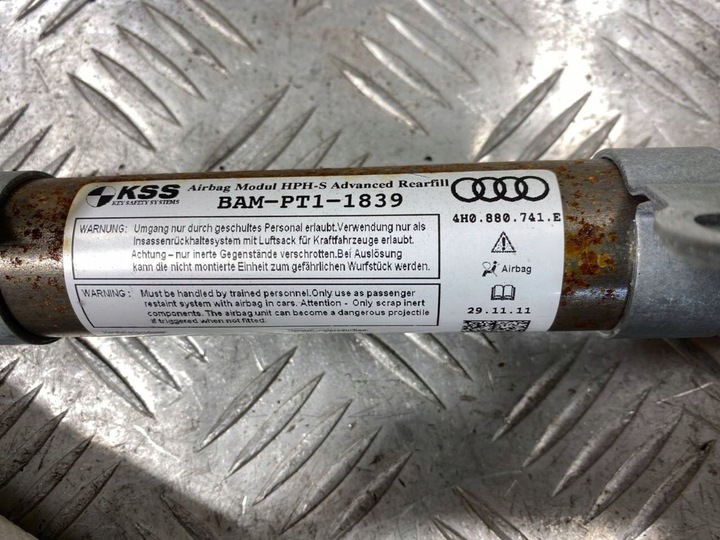 KSS
KEY SAFETY SYSTEMS
Airbag Modul HPH-S Advanced Rearfill
BAM-PT1-1839
WARNUNG: Umgang nur durch geschultes Personal erlaubt.Verwendung nur als
Insassenrückhaltesystem mit Luftsack für Kraftfahrzeuge erlaubt.
Achtung – nur inerte Gegenstände verschrotten.Bei Auslösung
kann die nicht montierte Einheit zum gefährlichen Wurfstück werden.
WARNING: Must be handled by trained personnel.Only use as passenger
restaint system with airbag in cars. Attention - Only scrap inert
components. The airbag unit can become a dangerous projectile
if triggered when not fitted.
4H0.880.741.E
Airbag
29.11.11